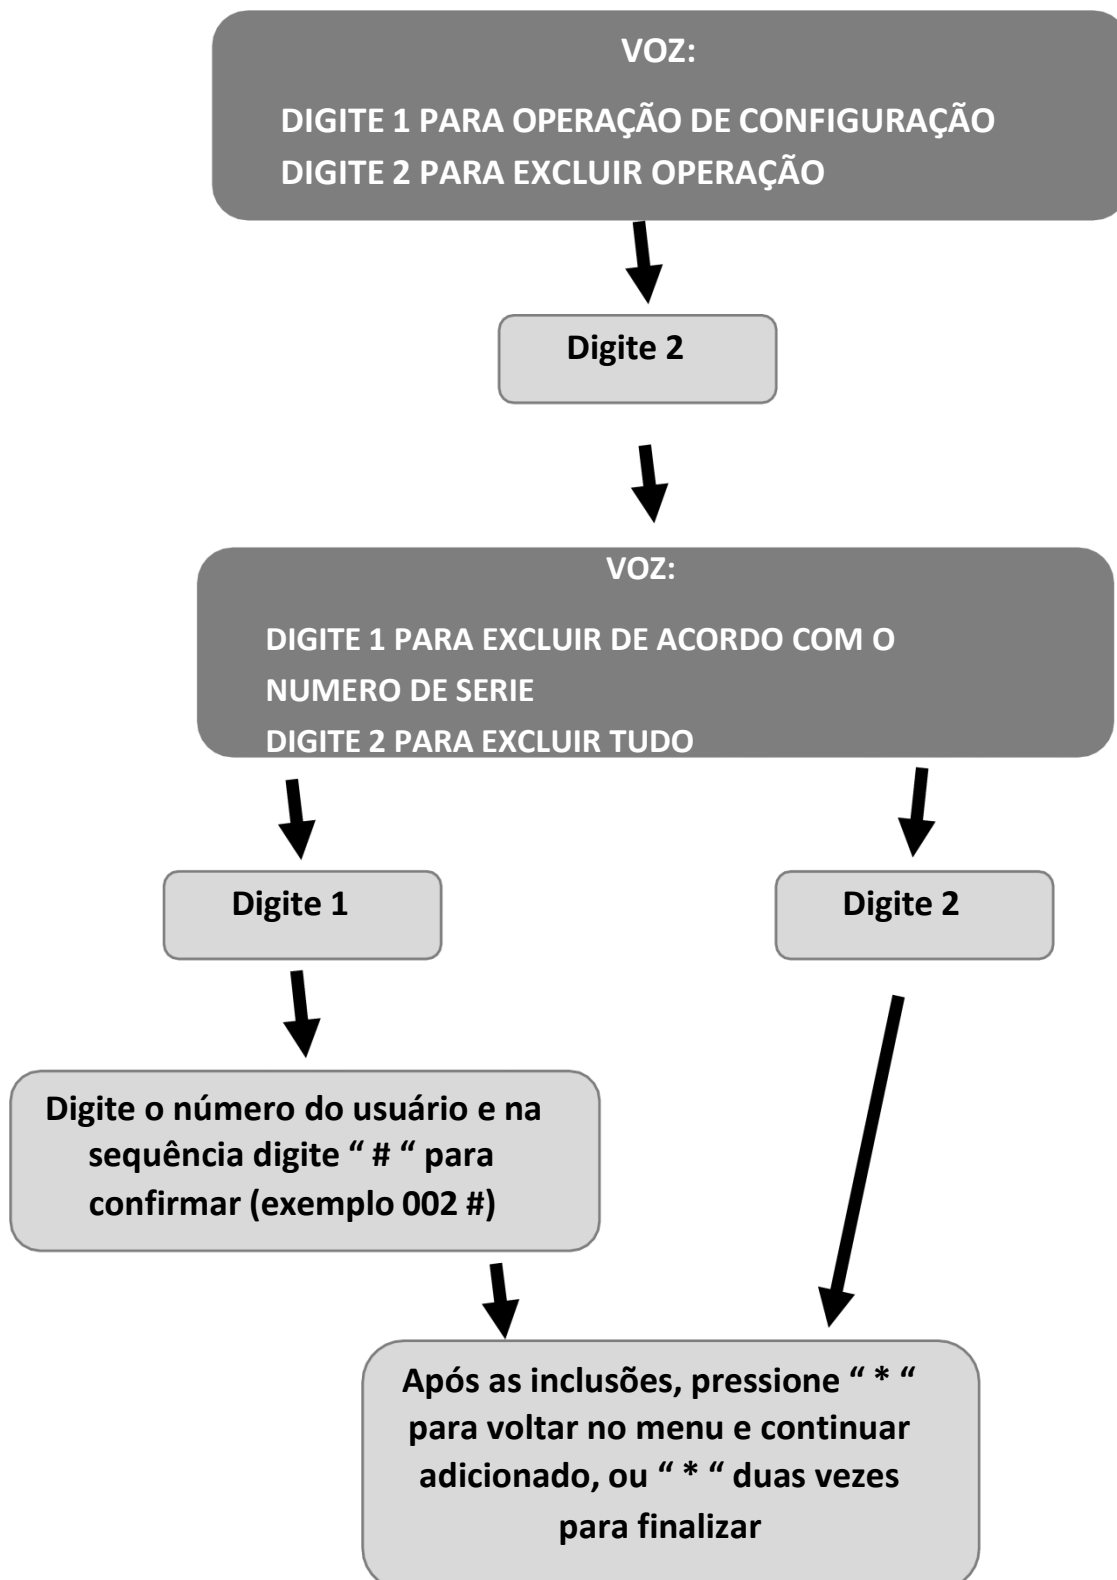 VOZ:
DIGITE 1 PARA OPERAÇÃO DE CONFIGURAÇÃO
DIGITE 2 PARA EXCLUIR OPERAÇÃO
Digite 2
VOZ:
DIGITE 1 PARA EXCLUIR DE ACORDO COM O
NUMERO DE SERIE
DIGITE 2 PARA EXCLUIR TUDO
Digite 1
Digite 2
Digite o número do usuário e na
sequência digite “ # “ para
confirmar (exemplo 002 #)
Após as inclusões, pressione “ * “
para voltar no menu e continuar
adicionado, ou “ * “ duas vezes
para finalizar